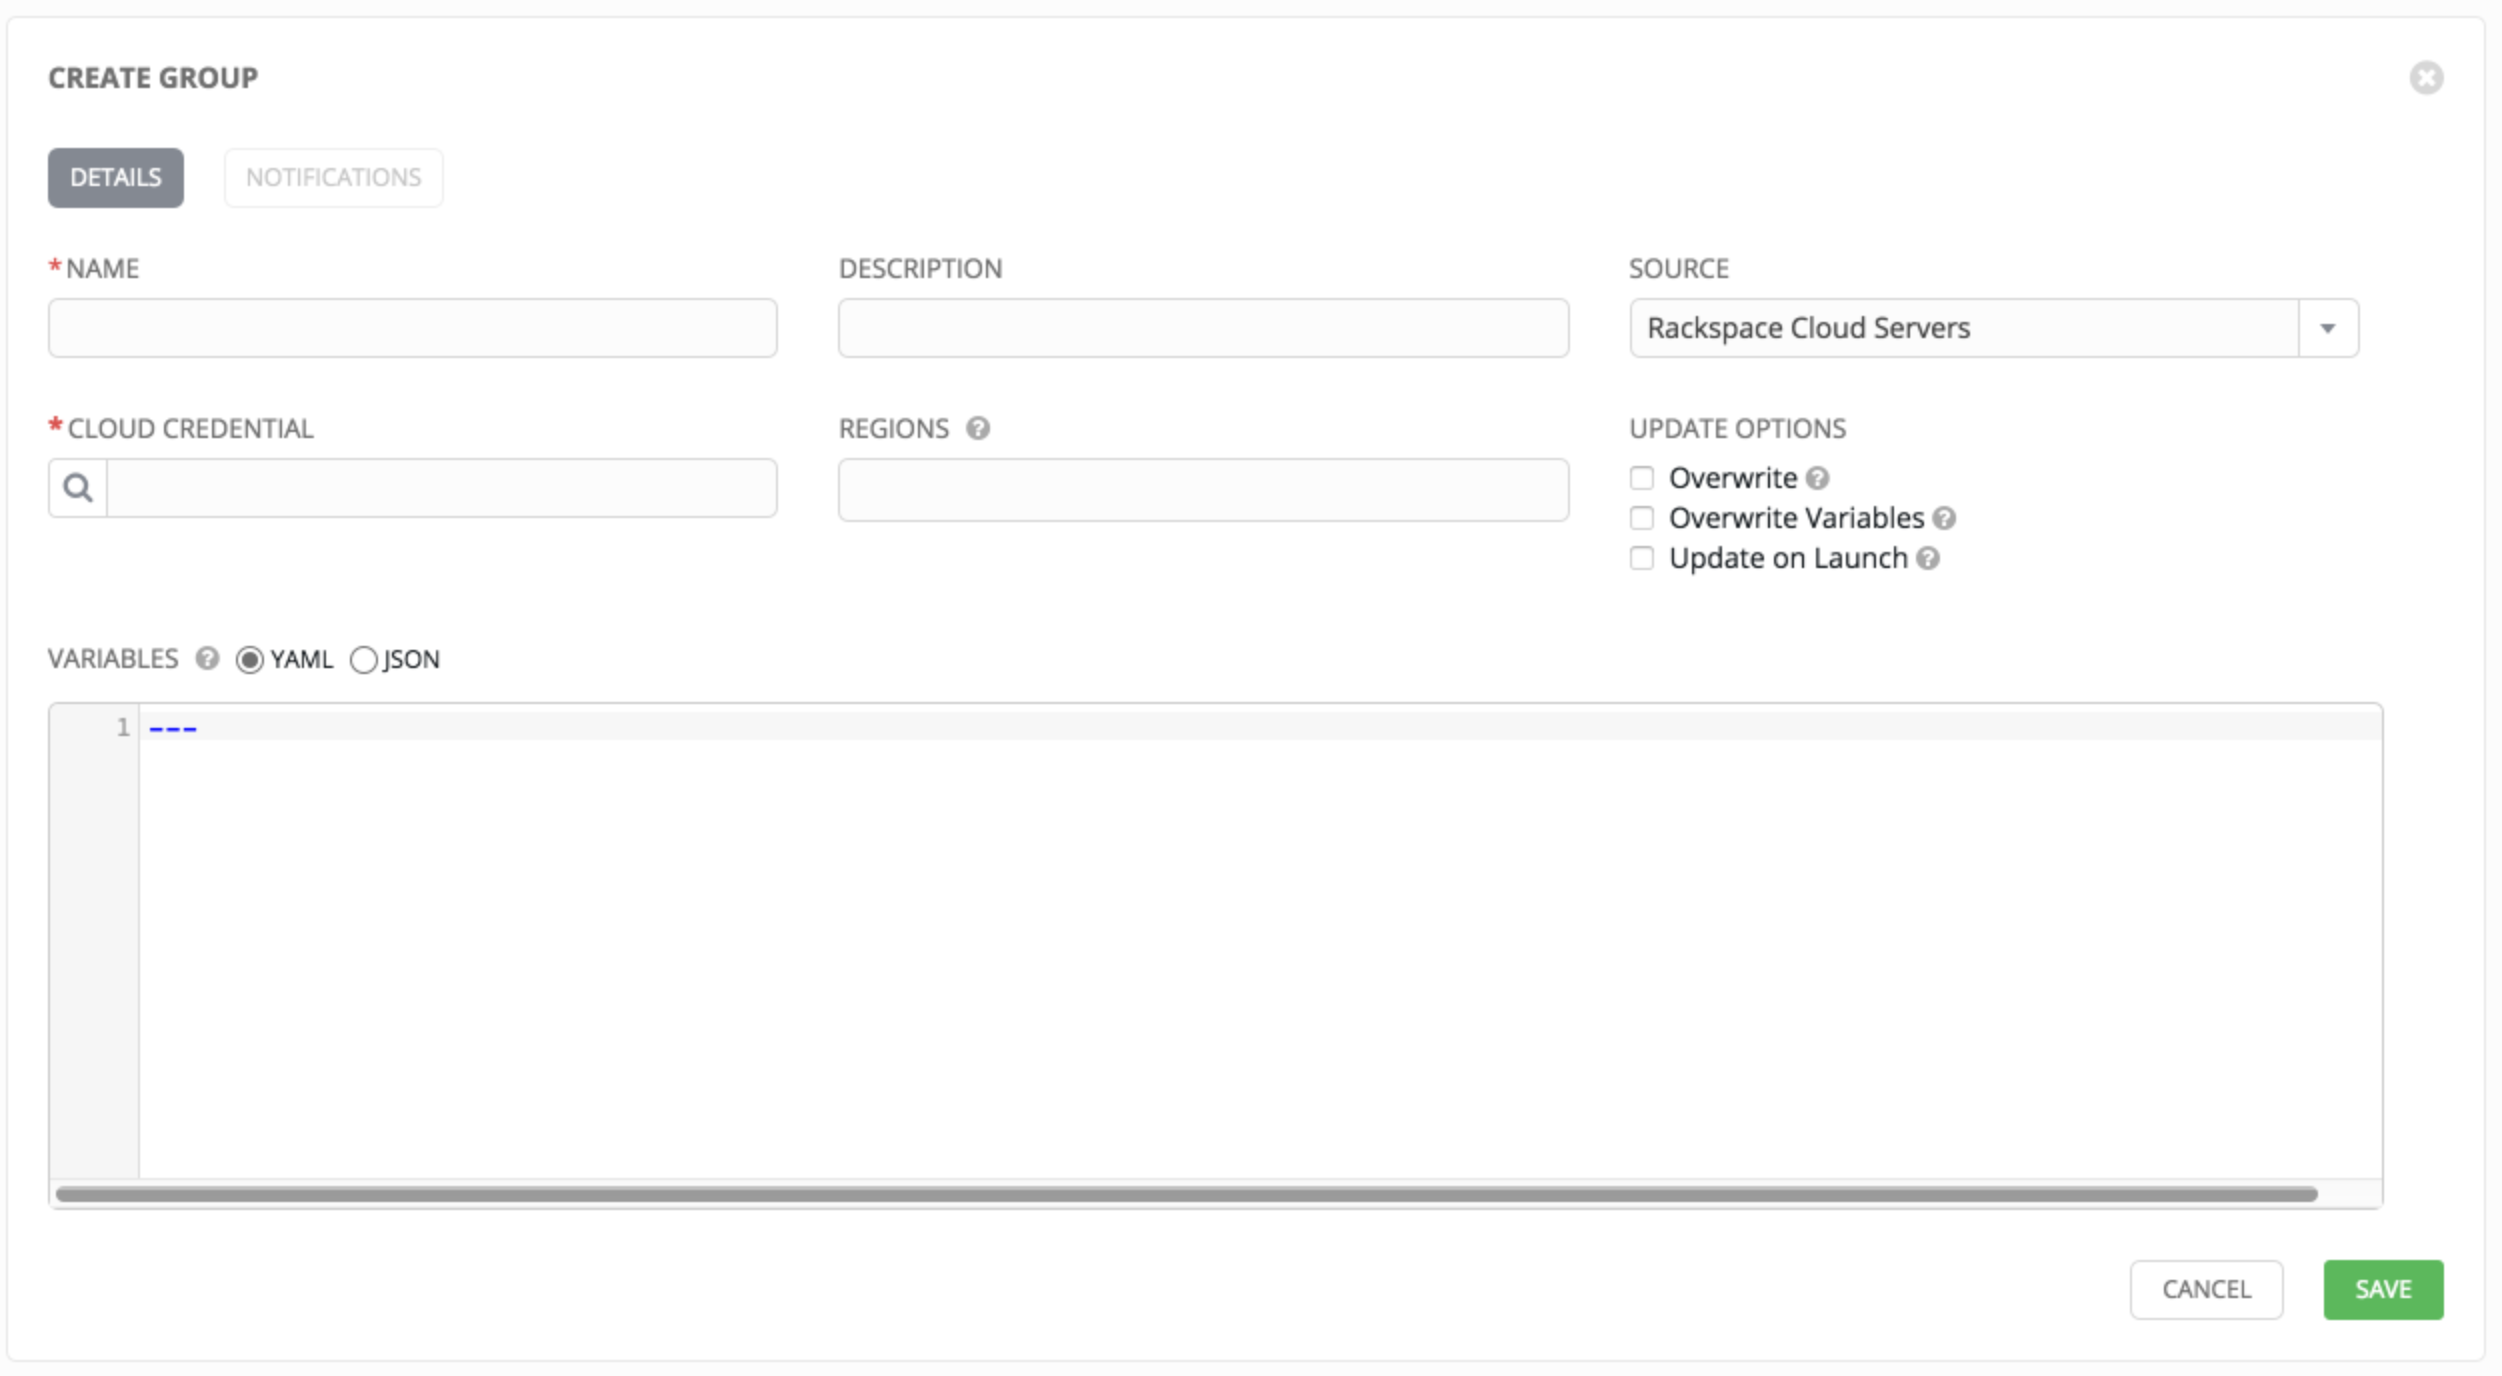 CREATE GROUP
DETAILS NOTIFICATIONS
*NAME DESCRIPTION SOURCE
Rackspace Cloud Servers
*CLOUD CREDENTIAL REGIONS ? UPDATE OPTIONS
Overwrite ?
Overwrite Variables ?
Update on Launch ?
VARIABLES ? YAML JSON
1 ---
CANCEL SAVE